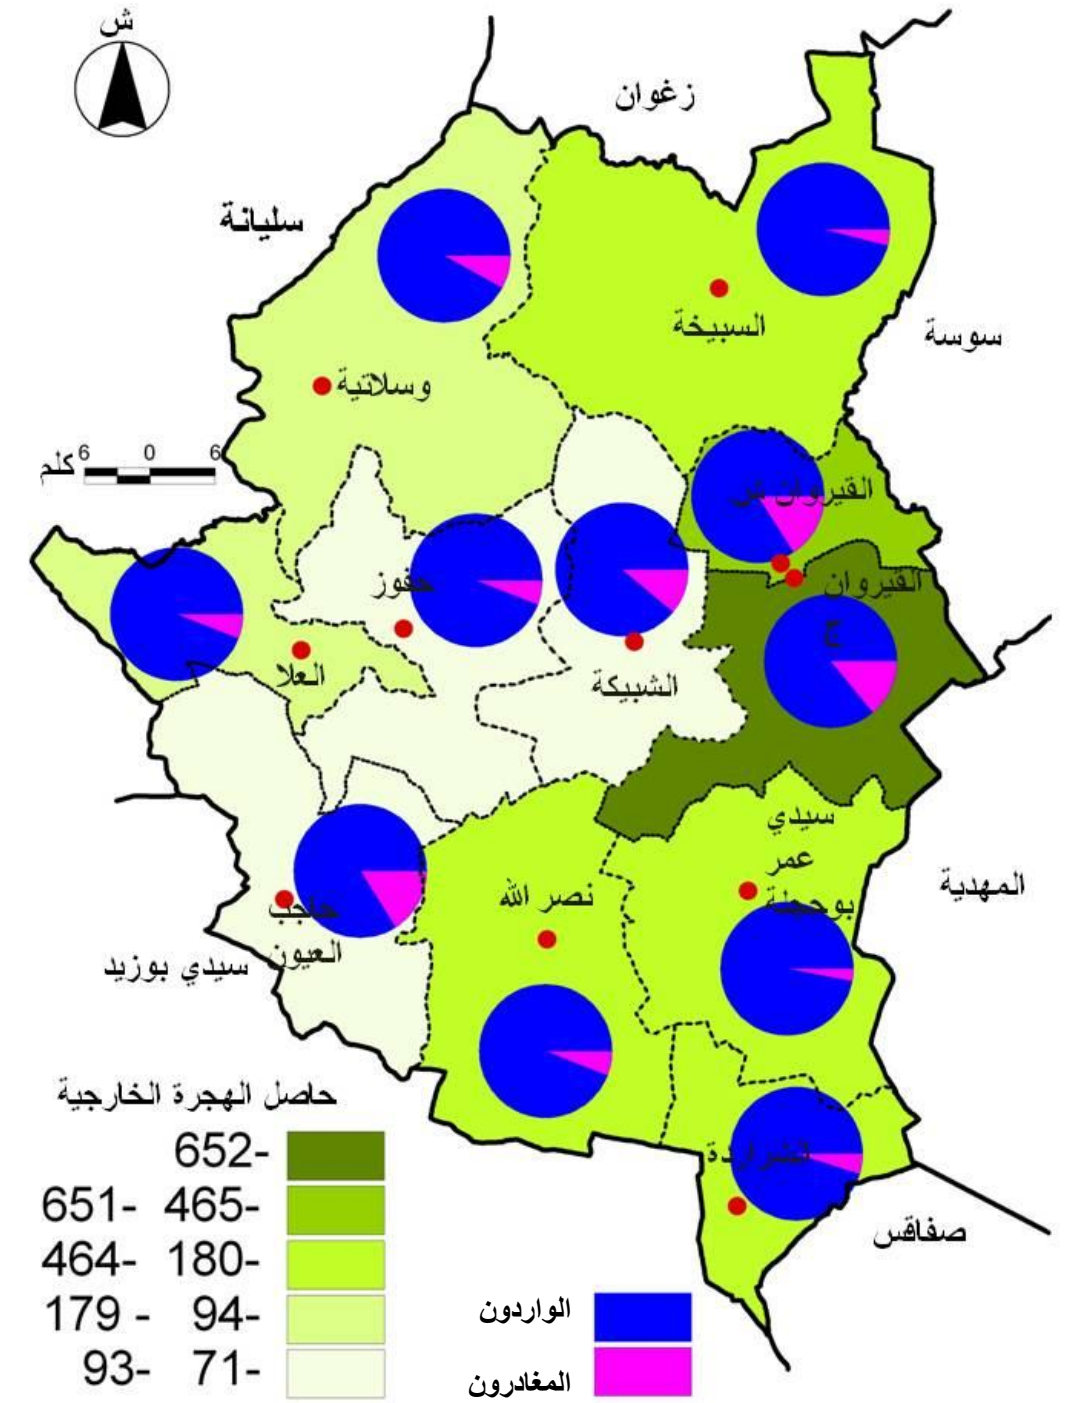 ش
زغوان
سليانة
السبيخة
سوسة
وسلاتية
القيروان ش
6 0 6
كلم
القيروان
ج
حفوز
العلا
الشبيكة
سيدي
عمر
بوحجلة
المهدية
نصر الله
حاجب
العيون
سيدي بوزيد
الشراردة
صفاقس
حاصل الهجرة الخارجية
652-
651- 465-
464- 180-
179 - 94-
93- 71-
الواردون
المغادرون